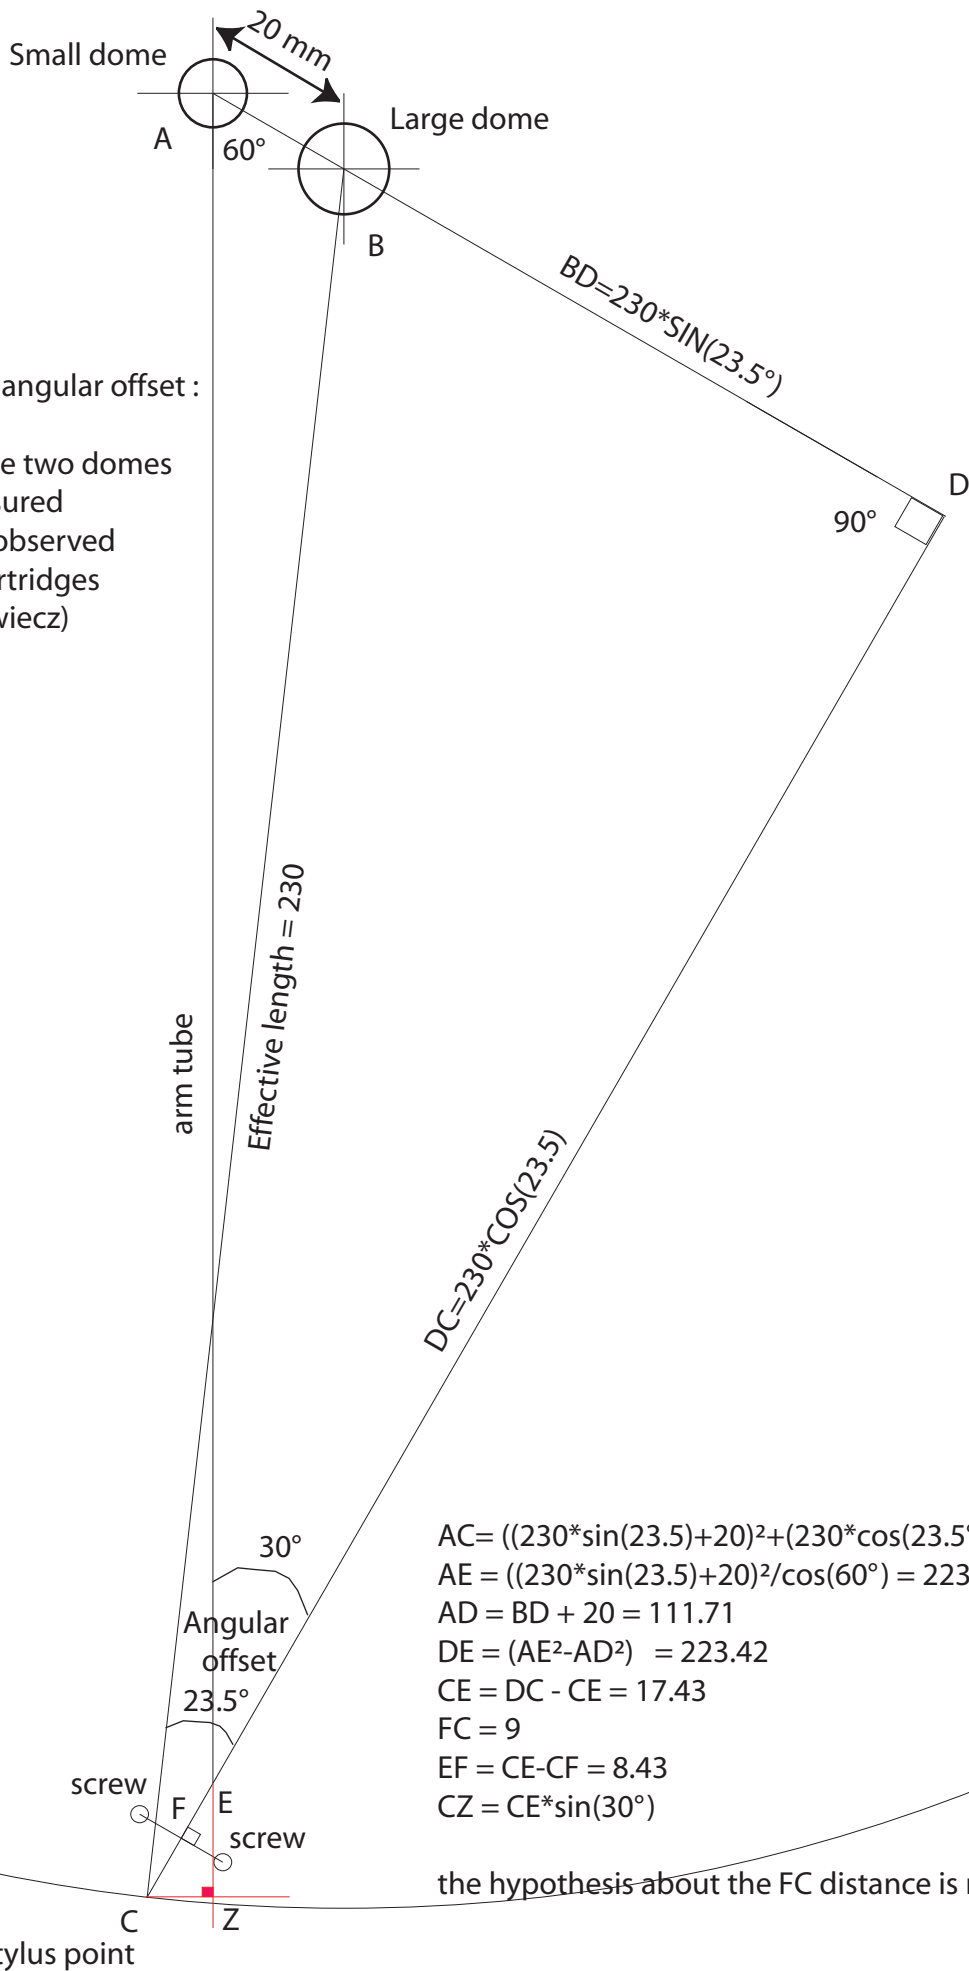 20 mm
Small dome
Large dome
A
60°
B
BD=230*SIN(23.5°)
angular offset :
e two domes
sured
observed
rtridges
wiecz)
D
90°
Effective length = 230
arm tube
DC=230*COS(23.5)
30°
Angular
offset
23.5°
AC= ((230*sin(23.5)+20)²+(230*cos(23.5°
AE = ((230*sin(23.5)+20)²/cos(60°) = 223
AD = BD + 20 = 111.71
DE = (AE²-AD²) = 223.42
CE = DC - CE = 17.43
FC = 9
EF = CE-CF = 8.43
CZ = CE*sin(30°)
screw
F
E
screw
the hypothesis about the FC distance is
C
Z
tylus point